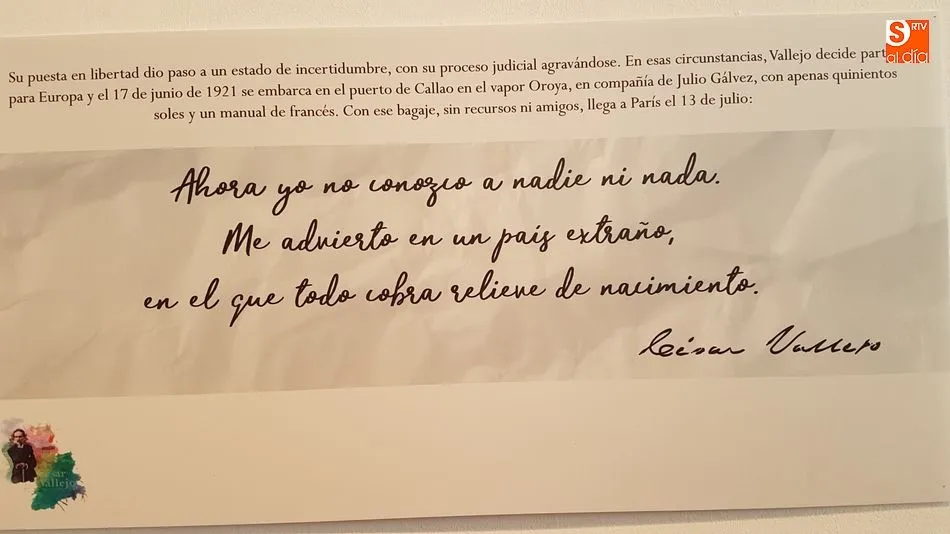 Su puesta en libertad dio paso a un estado de incertidumbre, con su proceso judicial agravándose. En esas circunstancias, Vallejo decide part
para Europa y el 17 de junio de 1921 se embarca en el puerto de Callao en el vapor Oroya, en compañía de Julio Gálvez, con apenas quinientos
soles y un manual de francés. Con ese bagaje, sin recursos ni amigos, llega a París el 13 de julio:
Ahora yo no conozco a nadie ni nada.
Me advierto en un país extraño,
en el que todo cobra relieve de nacimiento.
César Vallejo
Vallejo
S RTV
al día